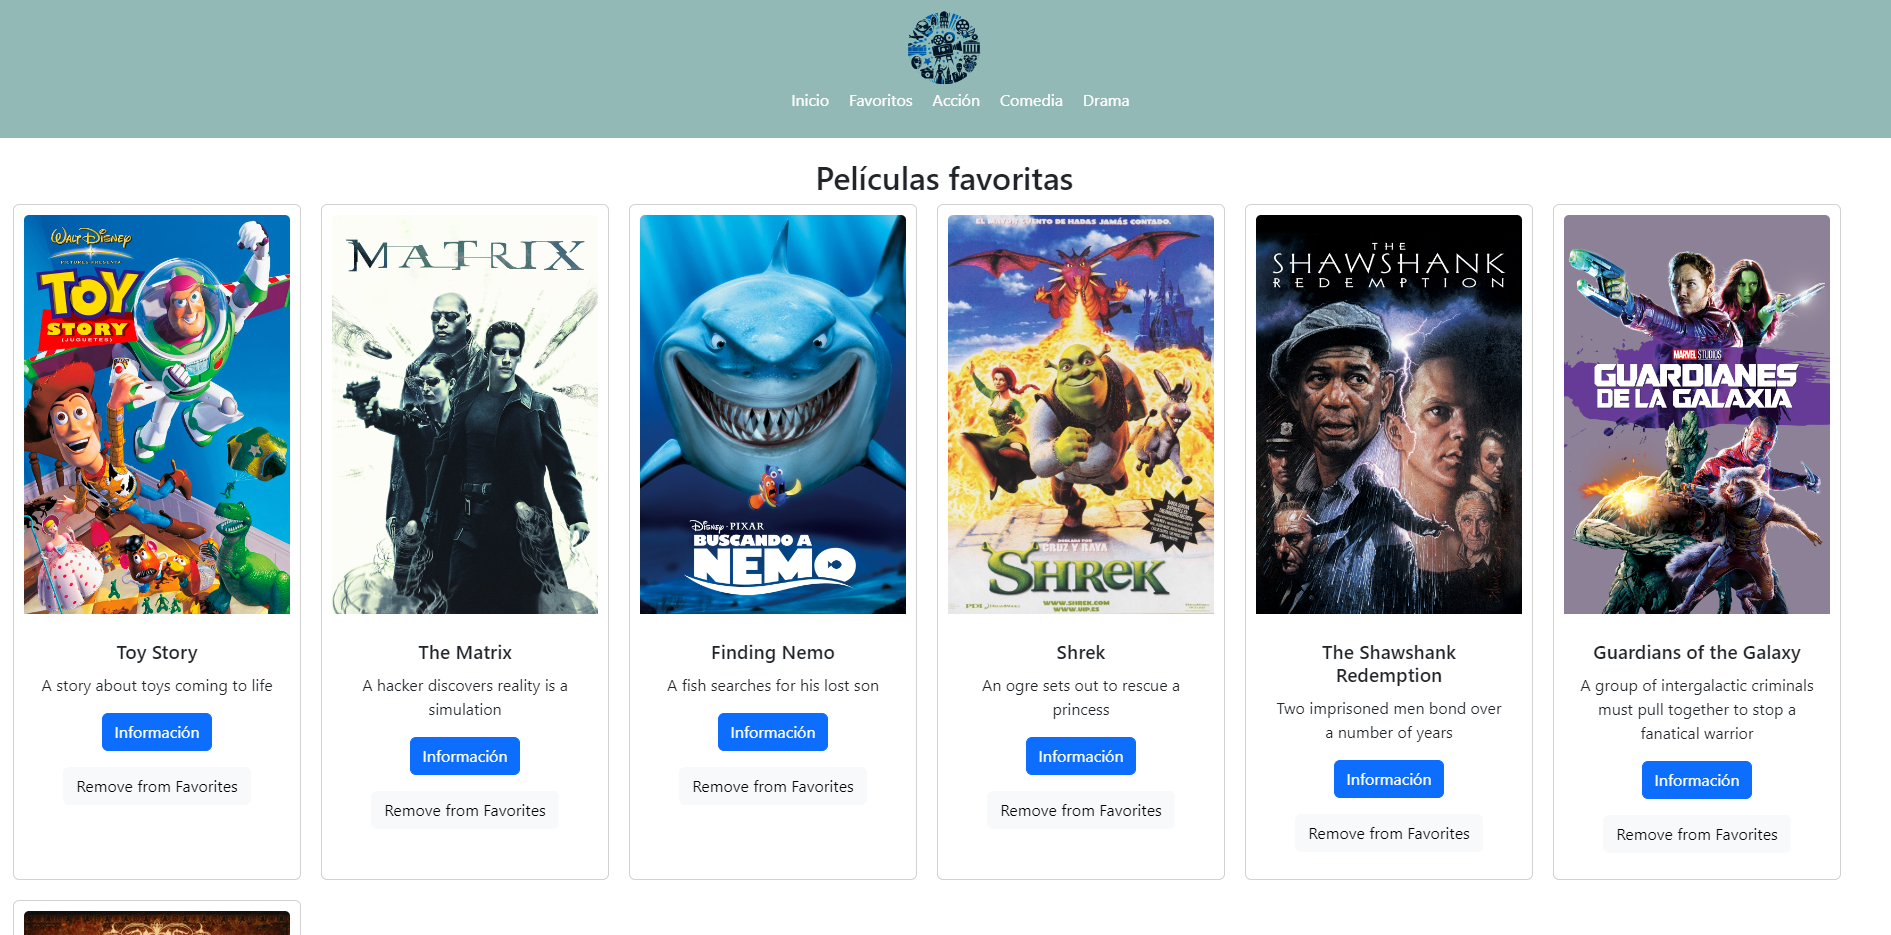 Inicio Favoritos Acción Comedia Drama
Películas favoritas
WALT DISNEY
PICTURES PRESENTA
TOY
STORY
(JUGUETES)
MATRIX
DISNEY · PIXAR
BUSCANDO A
NEMO
EL MAYOR CUENTO DE HADAS JAMÁS CONTADO.
CRUZ Y RAYA
SHREK
PDI
WWW.SHREK.COM
WWW.UIP.ES
THE
SHAWSHANK
REDEMPTION
MARVEL STUDIOS
GUARDIANES
DE LA GALAXIA
Toy Story
A story about toys coming to life
Información
Remove from Favorites
The Matrix
A hacker discovers reality is a
simulation
Información
Remove from Favorites
Finding Nemo
A fish searches for his lost son
Información
Remove from Favorites
Shrek
An ogre sets out to rescue a
princess
Información
Remove from Favorites
The Shawshank
Redemption
Two imprisoned men bond over
a number of years
Información
Remove from Favorites
Guardians of the Galaxy
A group of intergalactic criminals
must pull together to stop a
fanatical warrior
Información
Remove from Favorites